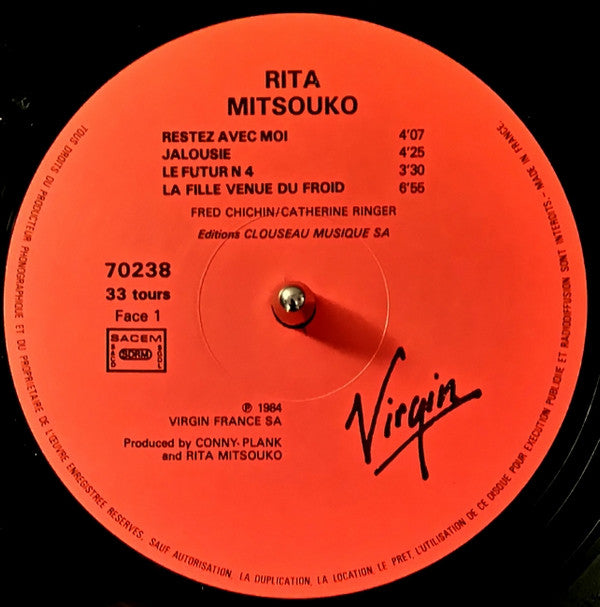 RITA
MITSOUKO
RESTEZ AVEC MOI 4'07
JALOUSIE 4'25
LE FUTUR N 4 3'30
LA FILLE VENUE DU FROID 6'55
FRED CHICHIN/CATHERINE RINGER
Editions CLOUSEAU MUSIQUE SA
70238
33 tours
Face 1
SACEM
SACD SDRM SGDL
℗ 1984
VIRGIN FRANCE SA
Produced by CONNY-PLANK
and RITA MITSOUKO
Virgin
TOUS DROITS DU PRODUCTEUR PHONOGRAPHIQUE ET DU PROPRIETAIRE DE L'ŒUVRE ENREGISTREE RESERVES, SAUF AUTORISATION, LA DUPLICATION, LA LOCATION, LE PRET, L'UTILISATION DE CE DISQUE POUR EXECUTION PUBLIQUE ET RADIODIFFUSION SONT INTERDITS.- MADE IN FRANCE.